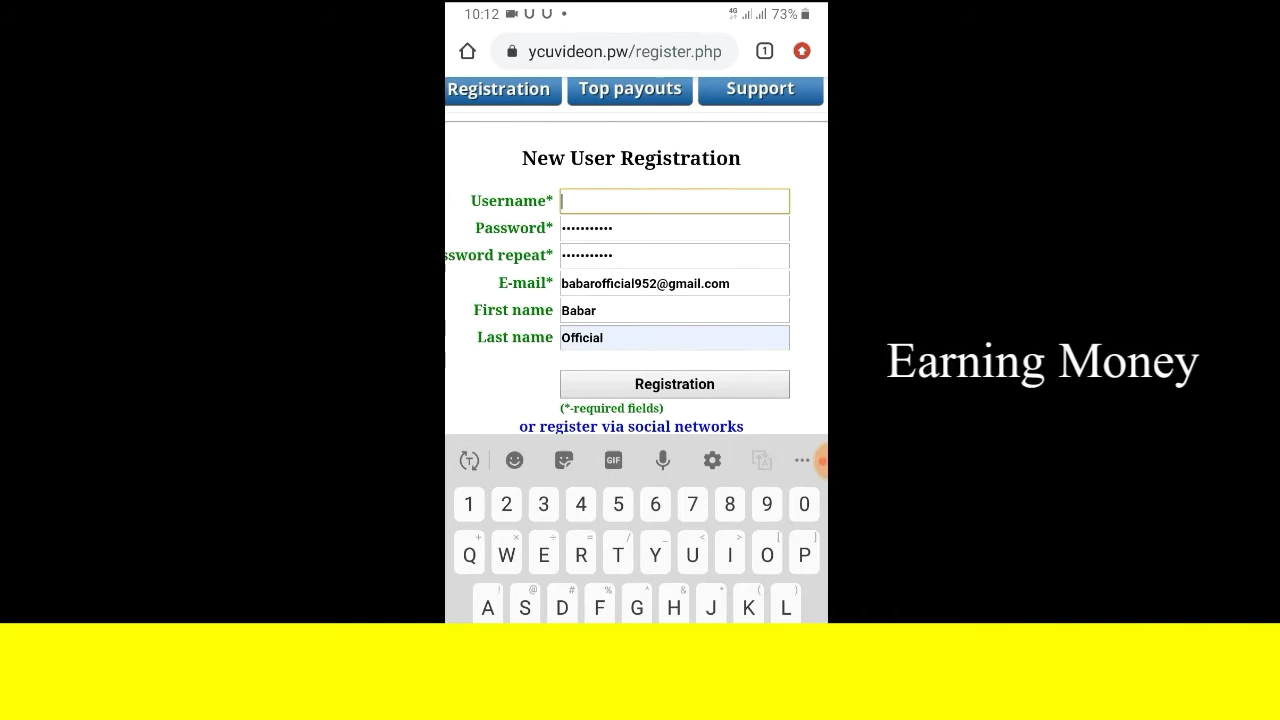 10:12 4G 73%
ycuvideon.pw/register.php 1
Registration Top payouts Support
New User Registration
Username*
Password* •••••••••••
ssword repeat* •••••••••••
E-mail* babarofficial952@gmail.com
First name Babar
Last name Official
Registration
(*-required fields)
or register via social networks
Earning Money
T GIF
1 2 3 4 5 6 7 8 9 0
+ × ÷ = / _ < > [ ]
Q W E R T Y U I O P
! @ # % ^ & * ( )
A S D F G H J K L